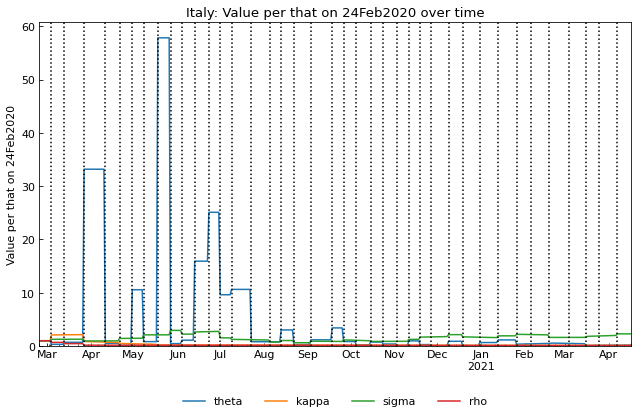 Italy: Value per that on 24Feb2020 over time
Value per that on 24Feb2020
60
50
40
30
20
10
0
Mar Apr May Jun Jul Aug Sep Oct Nov Dec Jan Feb Mar Apr
2021
theta kappa sigma rho